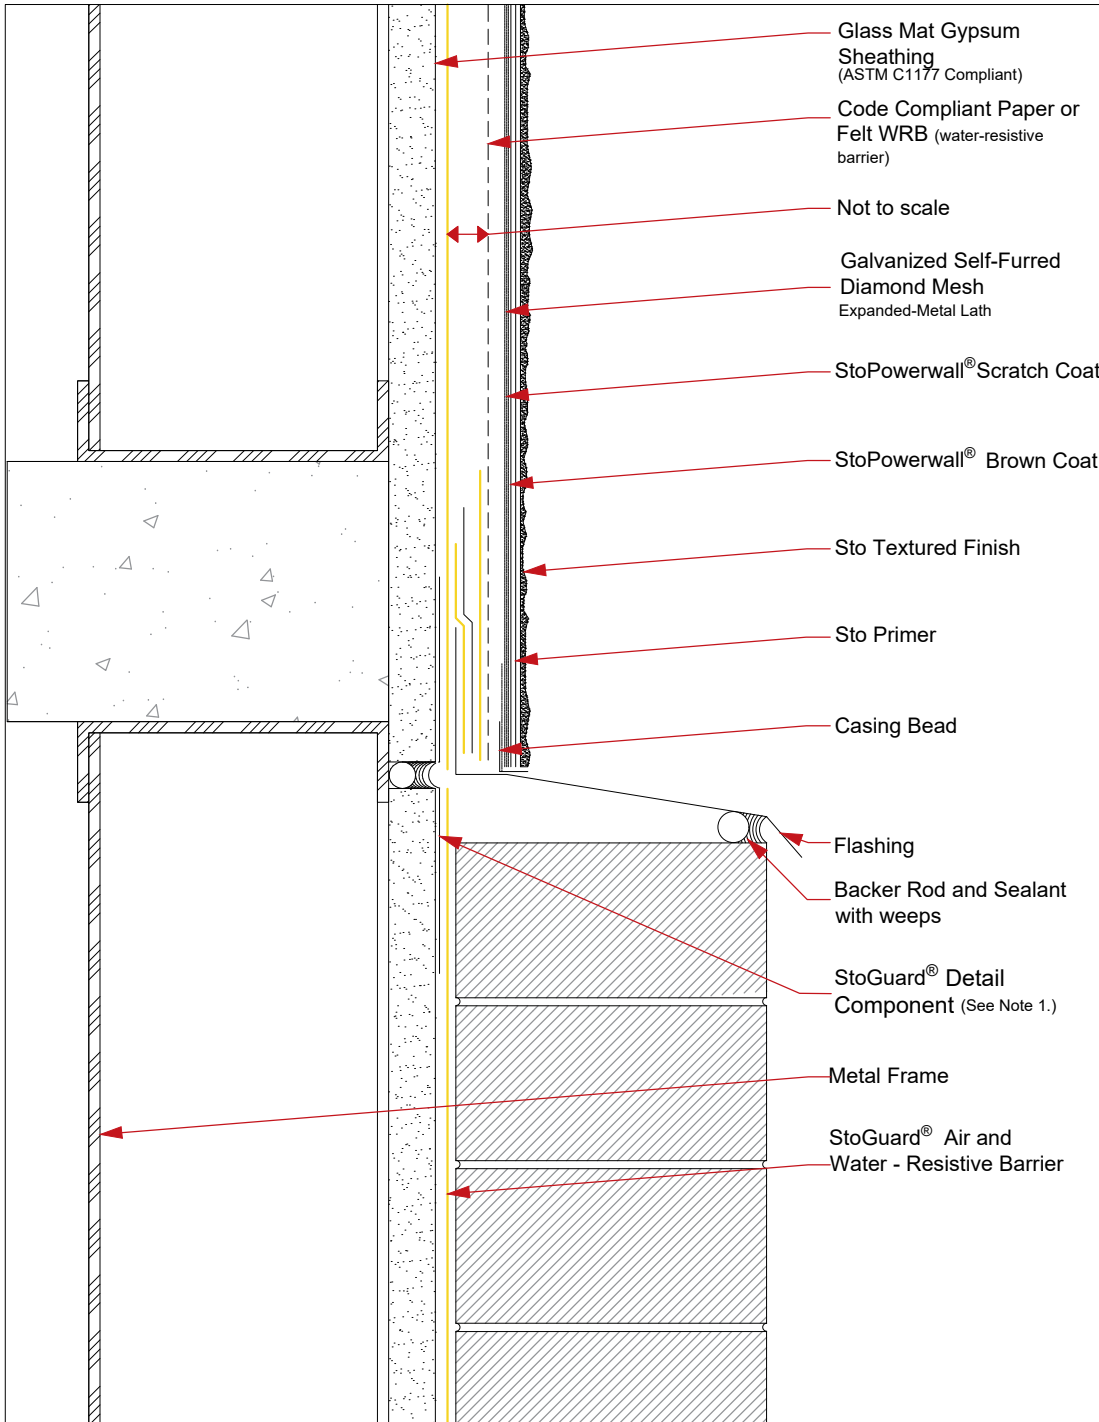 Glass Mat Gypsum
Sheathing
(ASTM C1177 Compliant)
Code Compliant Paper or
Felt WRB (water-resistive
barrier)
Not to scale
Galvanized Self-Furred
Diamond Mesh
Expanded-Metal Lath
StoPowerwall® Scratch Coat
StoPowerwall® Brown Coat
Sto Textured Finish
Sto Primer
Casing Bead
Flashing
Backer Rod and Sealant
with weeps
StoGuard® Detail
Component (See Note 1.)
Metal Frame
StoGuard® Air and
Water - Resistive Barrier